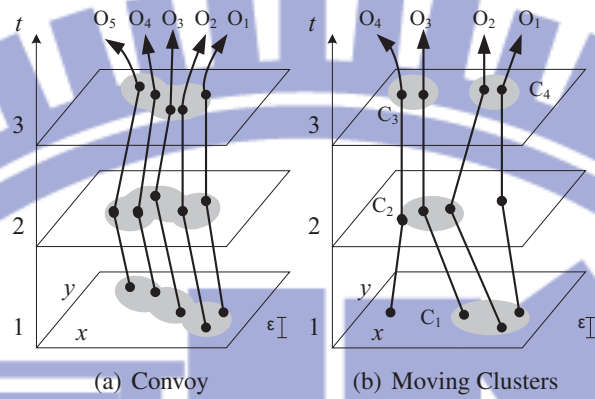 t O₅ O₄ O₃ O₂ O₁ O₄ O₃ O₂ O₁
3 3 C₃ C₄
2 2 C₂
y y
1 x ε 1 x C₁ ε
(a) Convoy (b) Moving Clusters